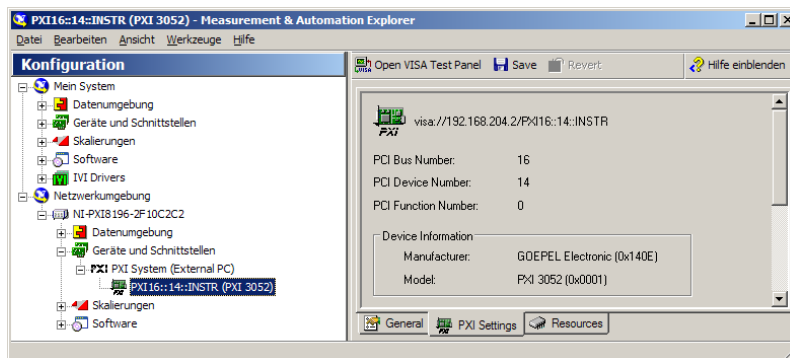 PXI16::14::INSTR (PXI 3052) - Measurement & Automation Explorer
Datei Bearbeiten Ansicht Werkzeuge Hilfe
Konfiguration
Mein System
Datenumgebung
Geräte und Schnittstellen
Skalierungen
Software
IVI Drivers
Netzwerkumgebung
NI-PXI8196-2F10C2C2
Datenumgebung
Geräte und Schnittstellen
PXI PXI System (External PC)
PXI16::14::INSTR (PXI 3052)
Skalierungen
Software
Open VISA Test Panel Save Revert Hilfe einblenden
PXI visa://192.168.204.2/PXI16::14::INSTR
PCI Bus Number: 16
PCI Device Number: 14
PCI Function Number: 0
Device Information
Manufacturer: GOEPEL Electronic (0x140E)
Model: PXI 3052 (0x0001)
General PXI Settings Resources